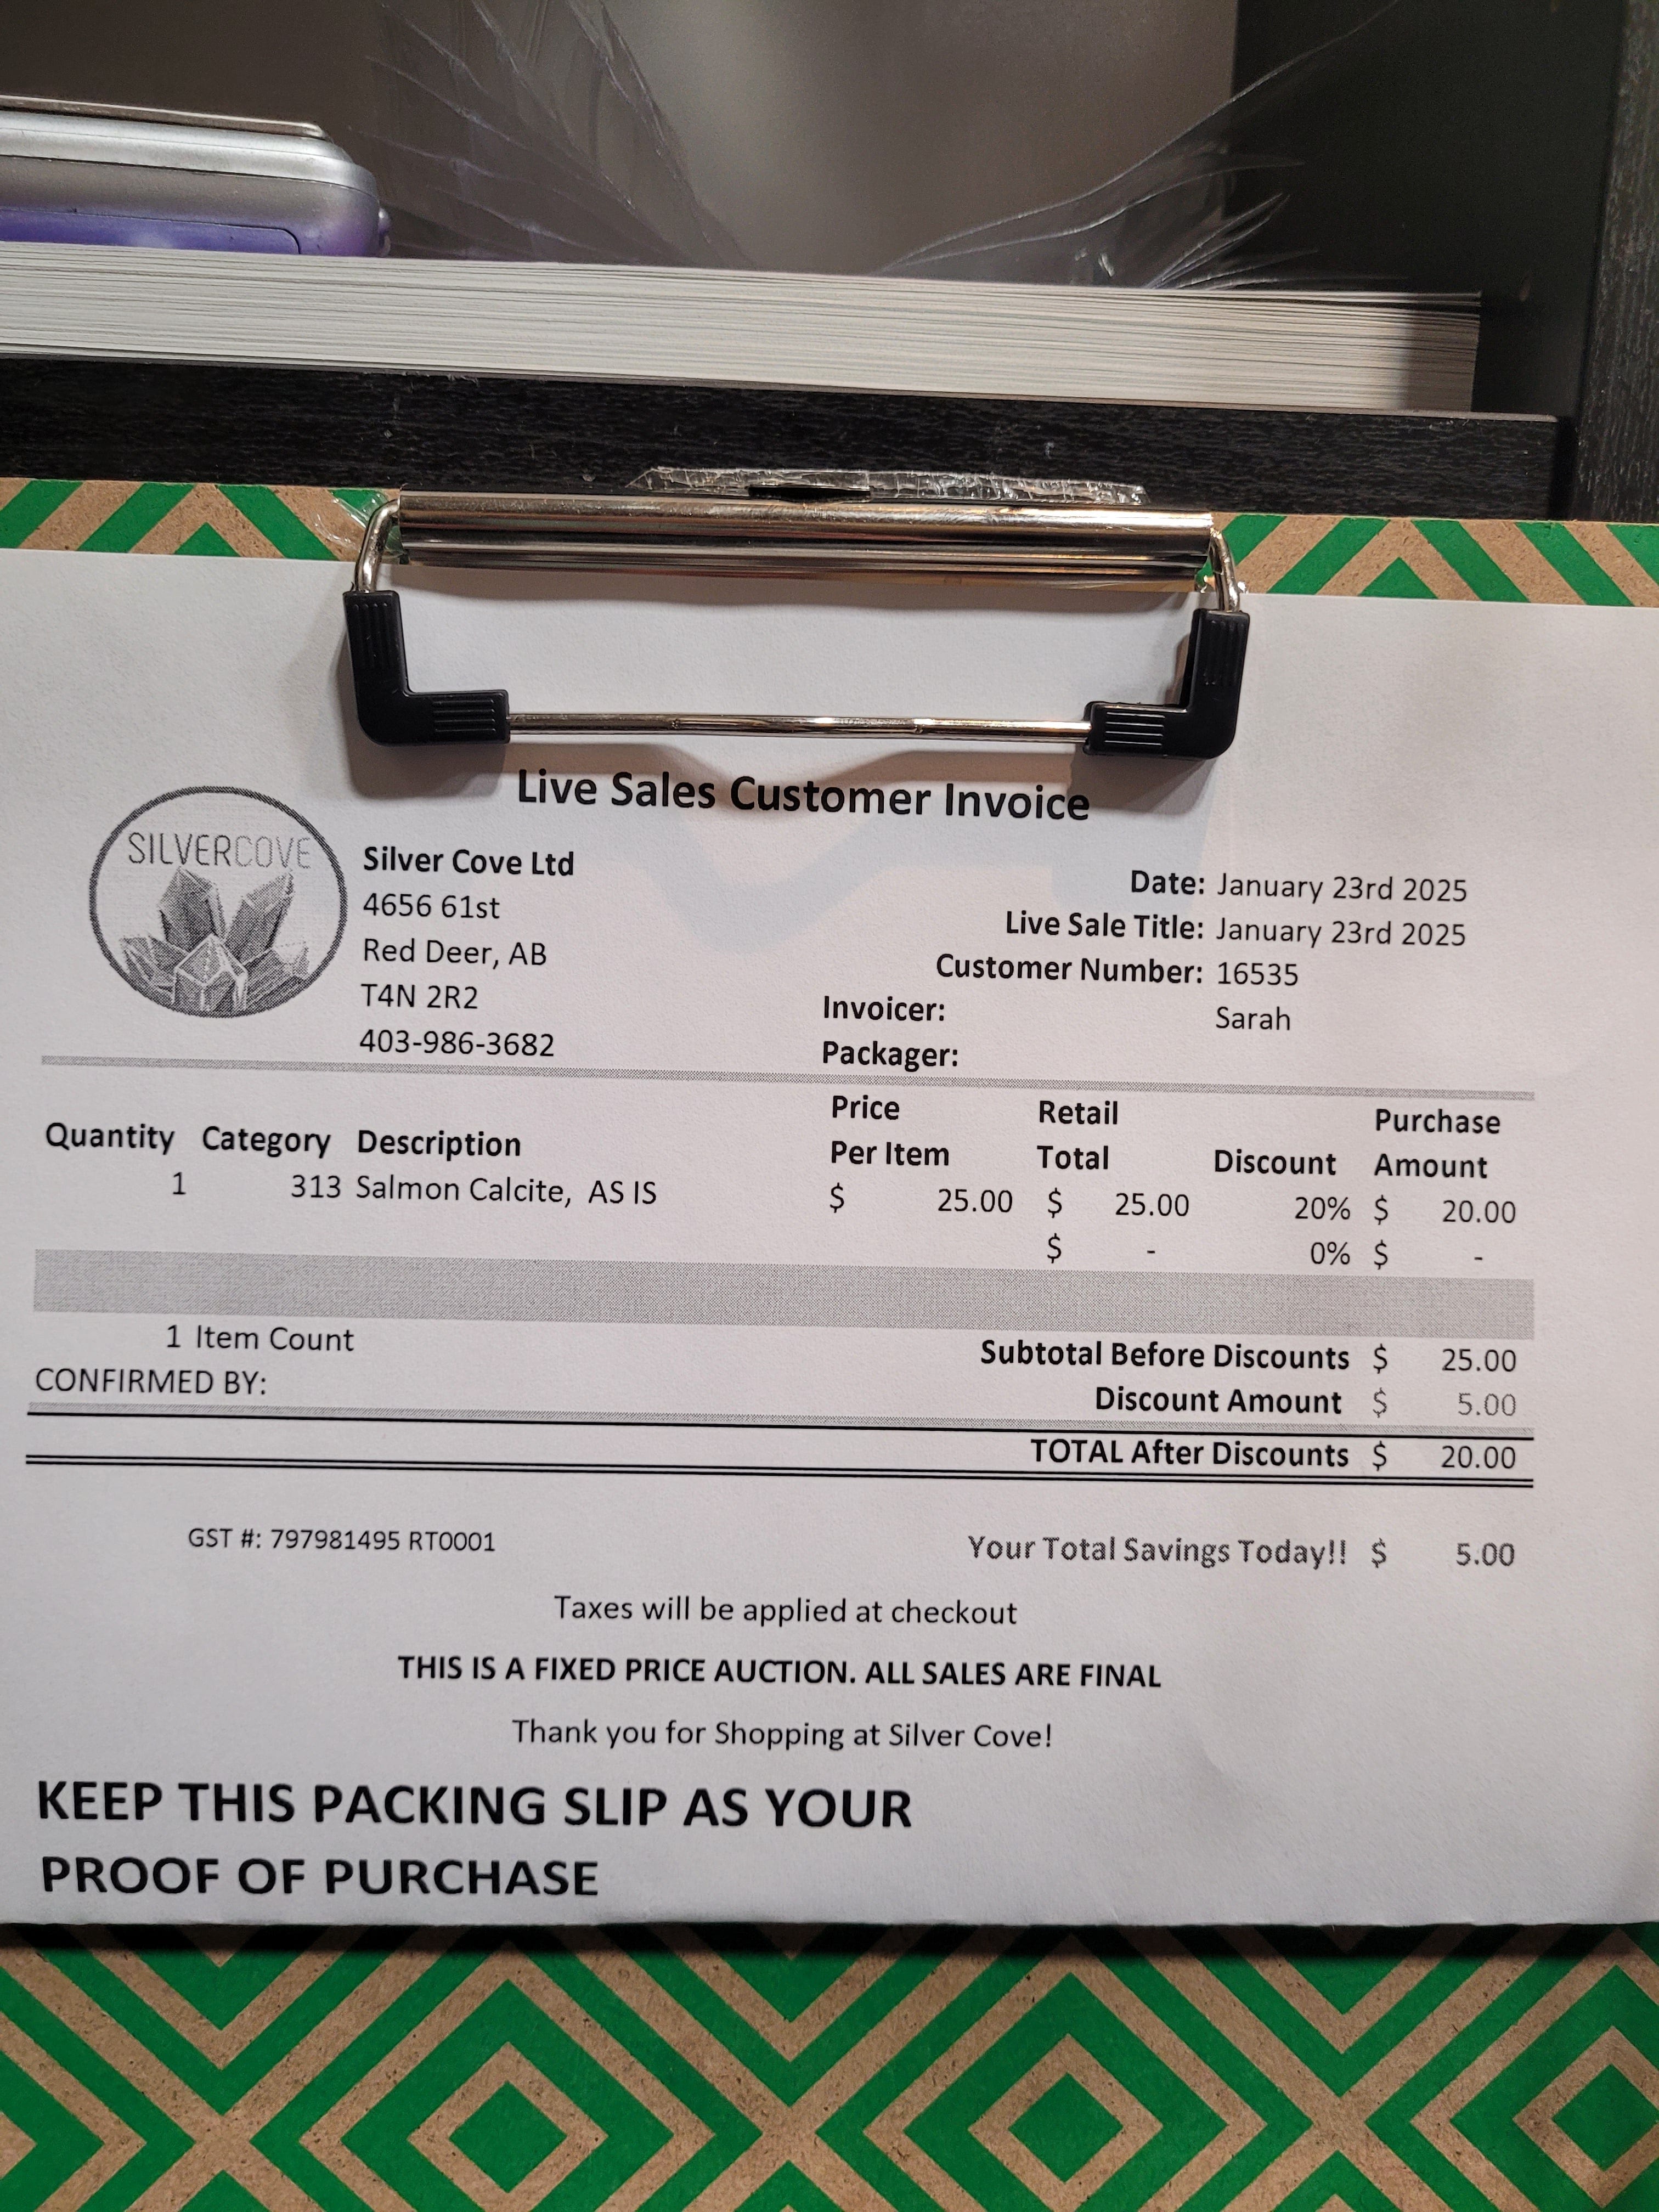 Live Sales Customer Invoice
SILVERCOVE
Silver Cove Ltd
4656 61st
Red Deer, AB
T4N 2R2
403-986-3682
Date: January 23rd 2025
Live Sale Title: January 23rd 2025
Customer Number: 16535
Invoicer: Sarah
Packager:
Quantity Category Description Price Per Item Retail Total Discount Purchase Amount
1 313 Salmon Calcite, AS IS $ 25.00 $ 25.00 20% $ 20.00
$ - 0% $ -
1 Item Count
Subtotal Before Discounts $ 25.00
CONFIRMED BY:
Discount Amount $ 5.00
TOTAL After Discounts $ 20.00
GST #: 797981495 RT0001
Your Total Savings Today!! $ 5.00
Taxes will be applied at checkout
THIS IS A FIXED PRICE AUCTION. ALL SALES ARE FINAL
Thank you for Shopping at Silver Cove!
KEEP THIS PACKING SLIP AS YOUR
PROOF OF PURCHASE